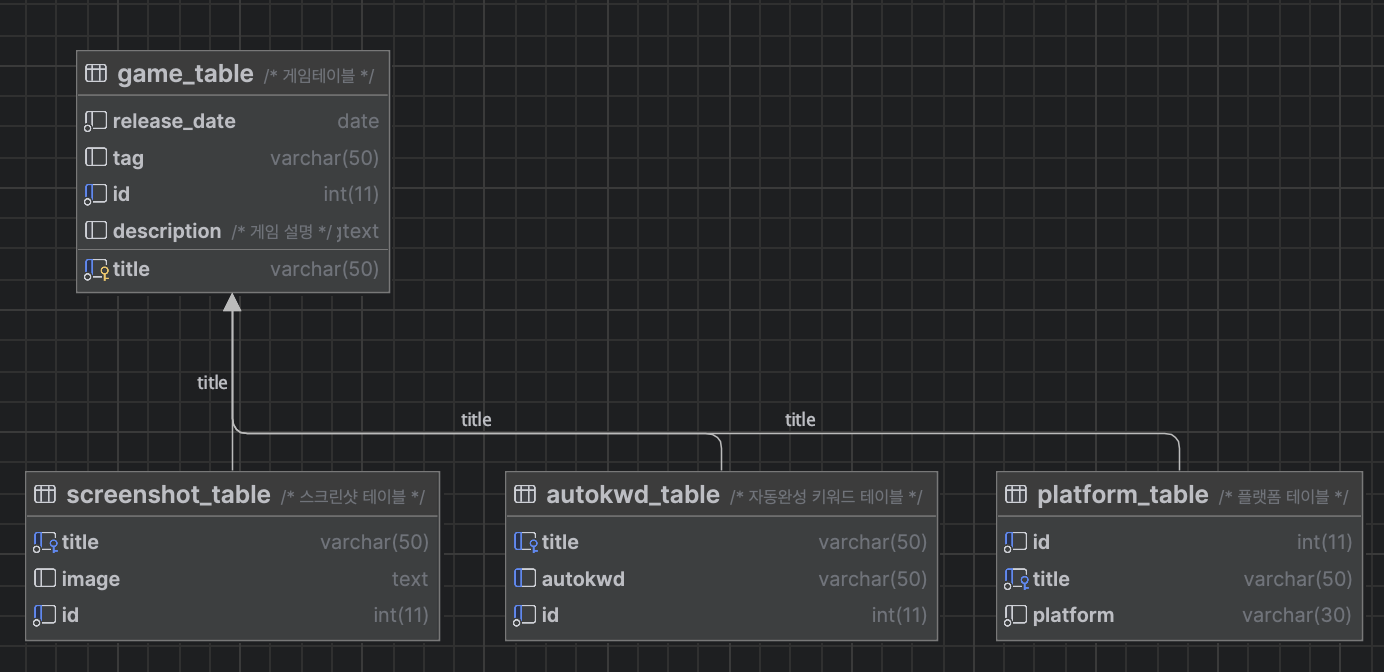 game_table /* 게임테이블 */
release_date date
tag varchar(50)
id int(11)
description /* 게임 설명 */ text
title varchar(50)
title
title
title
screenshot_table /* 스크린샷 테이블 */
title varchar(50)
image text
id int(11)
autokwd_table /* 자동완성 키워드 테이블 */
title varchar(50)
autokwd varchar(50)
id int(11)
platform_table /* 플랫폼 테이블 */
id int(11)
title varchar(50)
platform varchar(30)